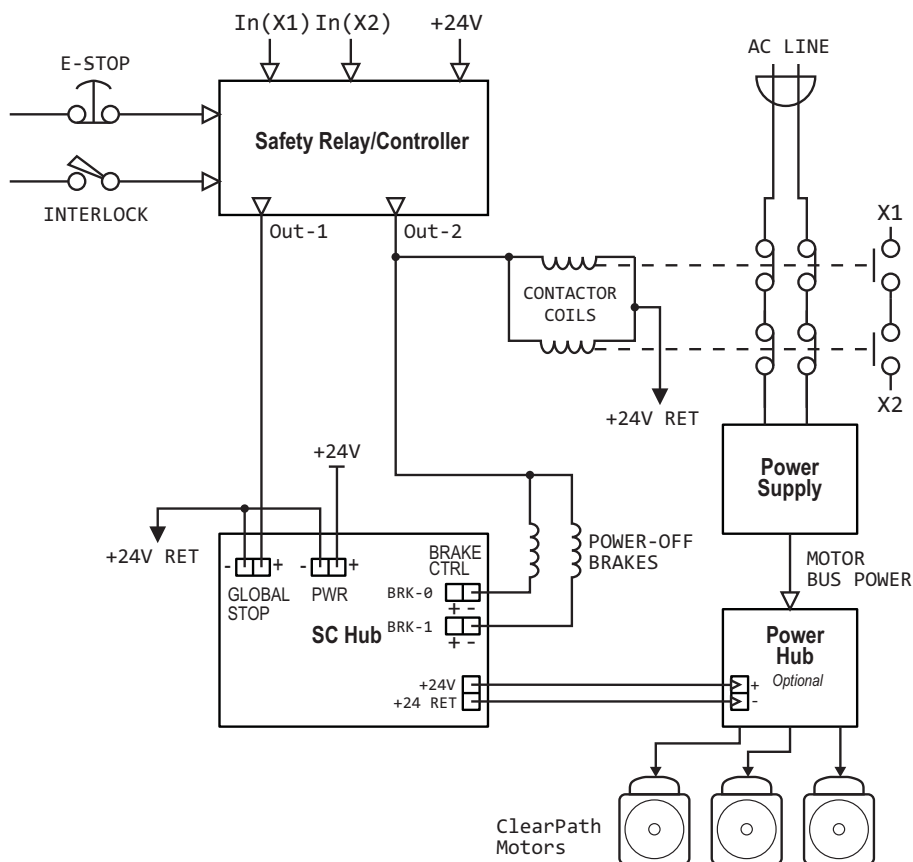 In(X1) In(X2) +24V
AC LINE
E-STOP
Safety Relay/Controller
INTERLOCK
Out-1
Out-2
X1
CONTACTOR
COILS
X2
+24V RET
+24V
Power
Supply
+24V RET
POWER-OFF
BRAKES
MOTOR
BUS POWER
- +
- +
BRAKE
CTRL
GLOBAL
STOP
PWR
BRK-0
+ -
SC Hub
BRK-1
+ -
Power
Hub
Optional
+24V
+24 RET
+
-
ClearPath
Motors